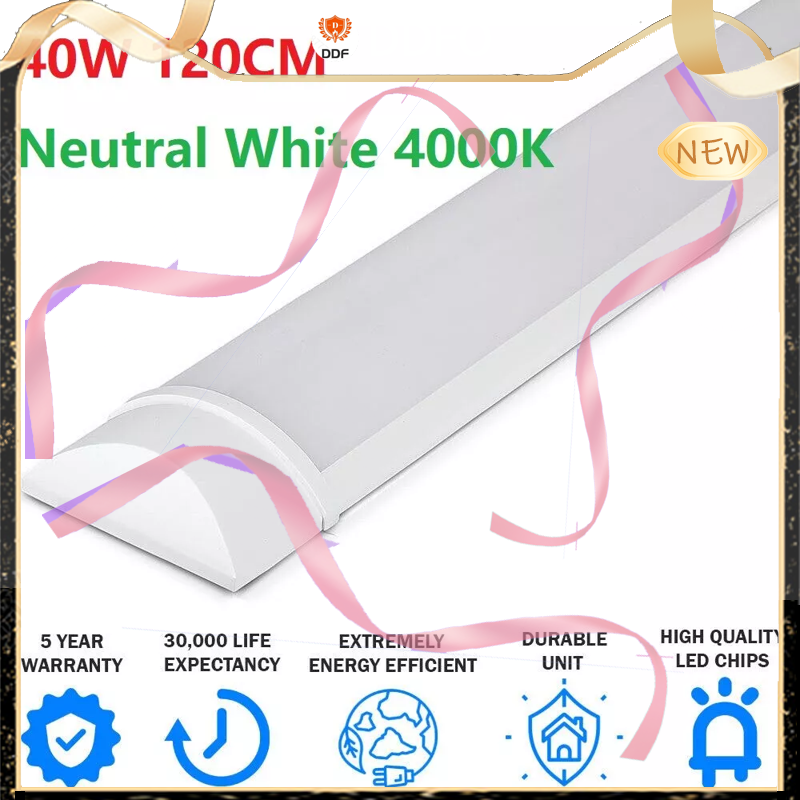 DDF
40W 120CM
Neutral White 4000K
NEW
5 YEAR
WARRANTY
30,000 LIFE
EXPECTANCY
EXTREMELY
ENERGY EFFICIENT
DURABLE
UNIT
HIGH QUALITY
LED CHIPS